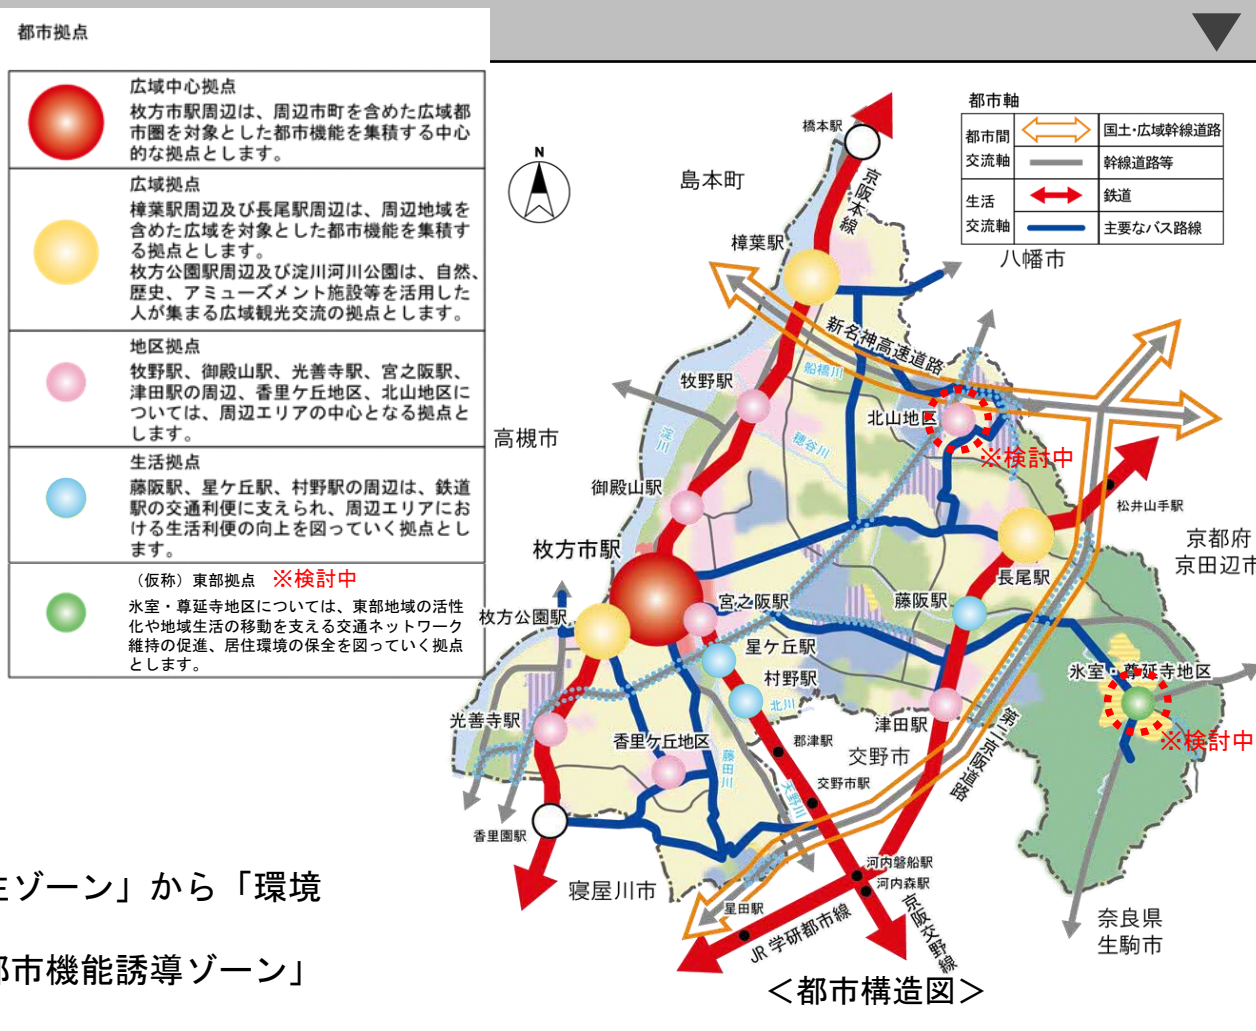 都市拠点
広域中心拠点
枚方市駅周辺は、周辺市町を含めた広域都
市圏を対象とした都市機能を集積する中心
的な拠点とします。
広域拠点
樟葉駅周辺及び長尾駅周辺は、周辺地域を
含めた広域を対象とした都市機能を集積す
る拠点とします。
枚方公園駅周辺及び淀川河川公園は、自然、
歴史、アミューズメント施設等を活用した
人が集まる広域観光交流の拠点とします。
地区拠点
牧野駅、御殿山駅、光善寺駅、宮之阪駅、
津田駅の周辺、香里ケ丘地区、北山地区に
ついては、周辺エリアの中心となる拠点と
します。
生活拠点
藤阪駅、星ケ丘駅、村野駅の周辺は、鉄道
駅の交通利便に支えられ、周辺エリアにお
ける生活利便の向上を図っていく拠点とし
ます。
（仮称）東部拠点 ※検討中
氷室・尊延寺地区については、東部地域の活性
化や地域生活の移動を支える交通ネットワーク
維持の促進、居住環境の保全を図っていく拠点
とします。
都市軸
都市間
交流軸
国土・広域幹線道路
幹線道路等
生活
交流軸
鉄道
主要なバス路線
N
橋本駅
島本町
京阪本線
樟葉駅
八幡市
新名神高速道路
船橋川
牧野駅
北山地区
※検討中
高槻市
淀川
穂谷川
御殿山駅
松井山手駅
枚方市駅
京都府
京田辺市
長尾駅
宮之阪駅
藤阪駅
枚方公園駅
星ケ丘駅
村野駅
北川
氷室・尊延寺地区
※検討中
光善寺駅
津田駅
第二京阪道路
香里ケ丘地区
郡津駅
交野市
藤田川
天野川
交野市駅
香里園駅
河内磐船駅
河内森駅
寝屋川市
星田駅
JR 学研都市線
京阪交野線
奈良県
生駒市
＜都市構造図＞
ゾーン」から「環境
都市機能誘導ゾーン」